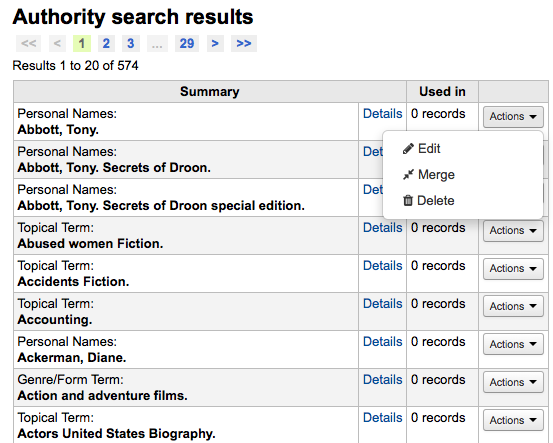 Authority search results
<< < 1 2 3 ... 29 > >>
Results 1 to 20 of 574
Summary Used in
Personal Names: Details 0 records Actions
Abbott, Tony.
Edit
Personal Names:
Abbott, Tony. Secrets of Droon.
Merge
Personal Names:
Abbott, Tony. Secrets of Droon special edition.
Delete
Topical Term: Details 0 records Actions
Abused women Fiction.
Topical Term: Details 0 records Actions
Accidents Fiction.
Topical Term: Details 0 records Actions
Accounting.
Personal Names: Details 0 records Actions
Ackerman, Diane.
Genre/Form Term: Details 0 records Actions
Action and adventure films.
Topical Term: Details 0 records Actions
Actors United States Biography.